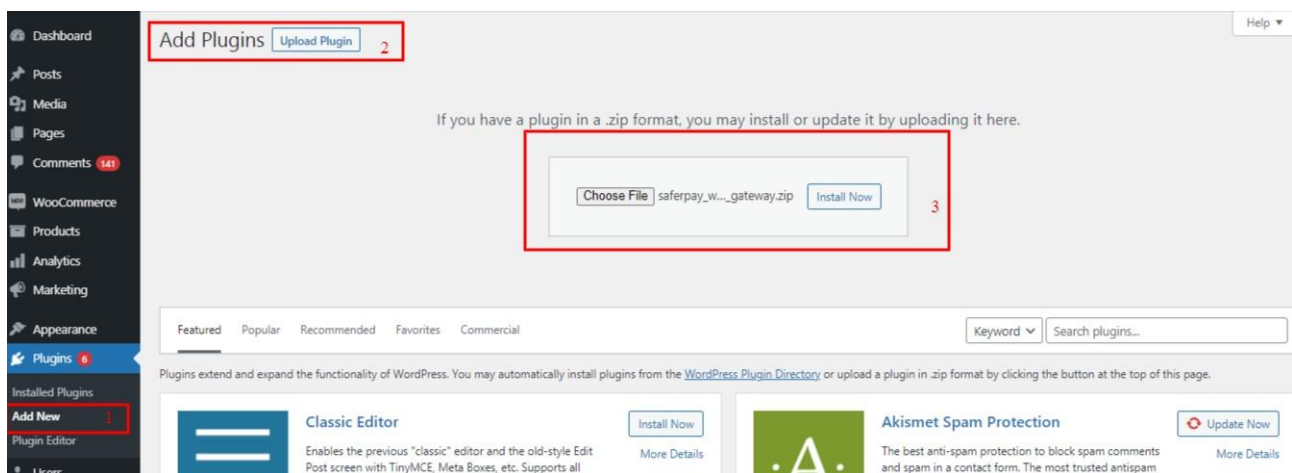 Dashboard
Posts
Media
Pages
Comments 141
WooCommerce
Products
Analytics
Marketing
Appearance
Plugins 6
Installed Plugins
Add New 1
Plugin Editor
Users
Help
Add Plugins Upload Plugin 2
If you have a plugin in a .zip format, you may install or update it by uploading it here.
Choose File saferpay_w..._gateway.zip Install Now 3
Featured Popular Recommended Favorites Commercial Keyword Search plugins...
Plugins extend and expand the functionality of WordPress. You may automatically install plugins from the WordPress Plugin Directory or upload a plugin in .zip format by clicking the button at the top of this page.
Classic Editor Install Now
Enables the previous "classic" editor and the old-style Edit More Details
Post screen with TinyMCE, Meta Boxes, etc. Supports all
Akismet Spam Protection Update Now
The best anti-spam protection to block spam comments More Details
and spam in a contact form. The most trusted antispam